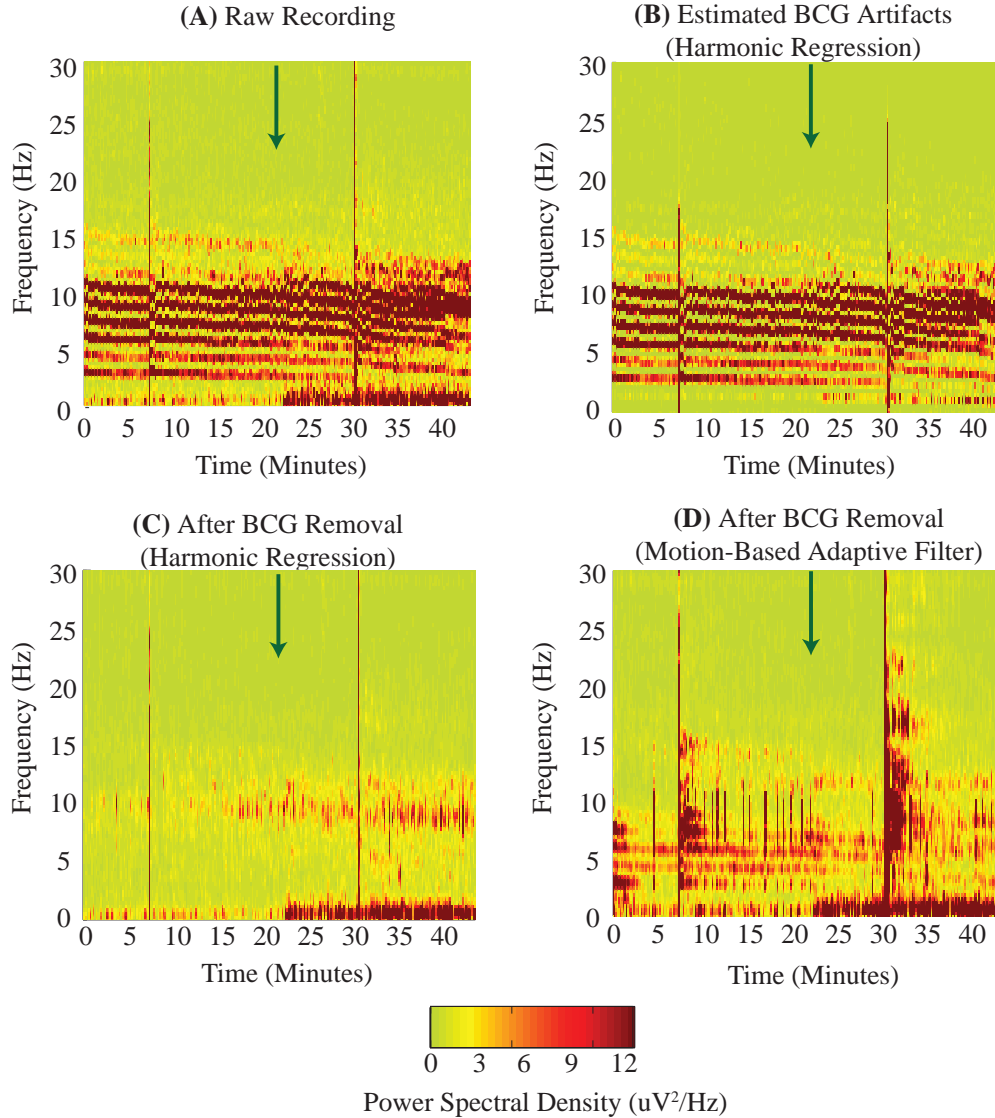 (A) Raw Recording
30
25
20
15
10
5
0
Frequency (Hz)
0 5 10 15 20 25 30 35 40
Time (Minutes)
(B) Estimated BCG Artifacts
(Harmonic Regression)
30
25
20
15
10
5
0
Frequency (Hz)
0 5 10 15 20 25 30 35 40
Time (Minutes)
(C) After BCG Removal
(Harmonic Regression)
30
25
20
15
10
5
0
Frequency (Hz)
0 5 10 15 20 25 30 35 40
Time (Minutes)
(D) After BCG Removal
(Motion-Based Adaptive Filter)
30
25
20
15
10
5
0
Frequency (Hz)
0 5 10 15 20 25 30 35 40
Time (Minutes)
0 3 6 9 12
Power Spectral Density (uV²/Hz)